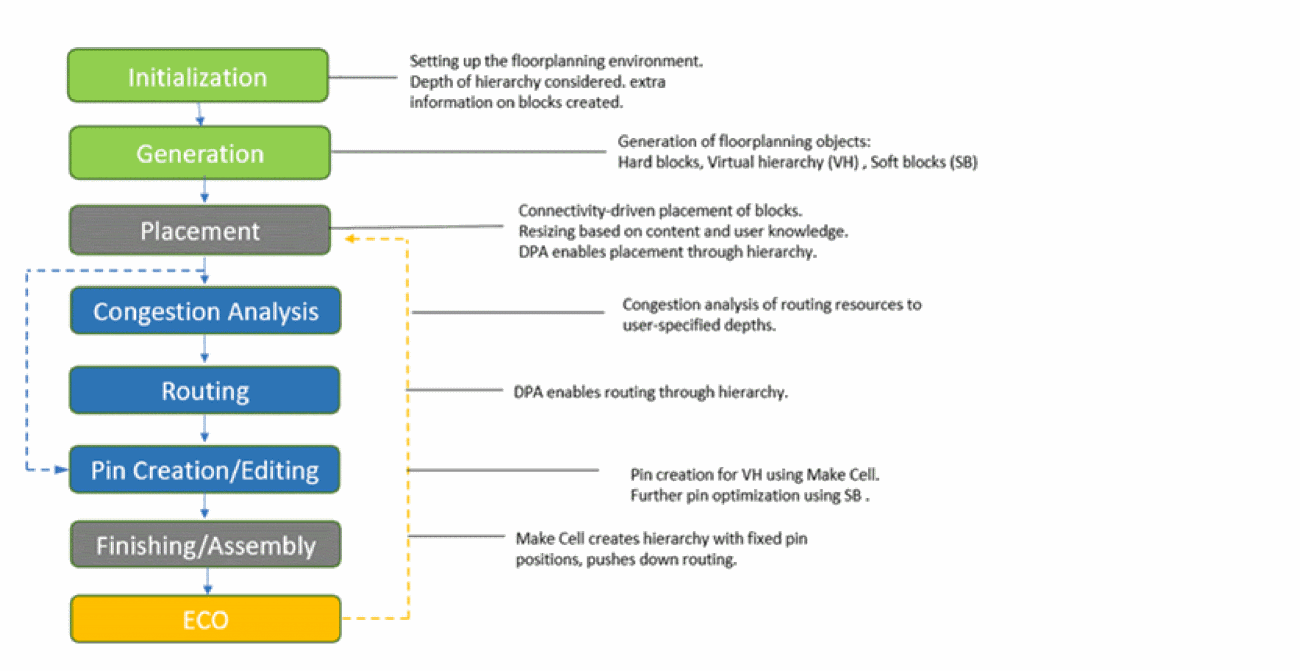 Initialization
Setting up the floorplanning environment.
Depth of hierarchy considered. extra
information on blocks created.
Generation
Generation of floorplanning objects:
Hard blocks, Virtual hierarchy (VH) , Soft blocks (SB)
Placement
Connectivity-driven placement of blocks.
Resizing based on content and user knowledge.
DPA enables placement through hierarchy.
Congestion Analysis
Congestion analysis of routing resources to
user-specified depths.
Routing
DPA enables routing through hierarchy.
Pin Creation/Editing
Pin creation for VH using Make Cell.
Further pin optimization using SB .
Finishing/Assembly
Make Cell creates hierarchy with fixed pin
positions, pushes down routing.
ECO